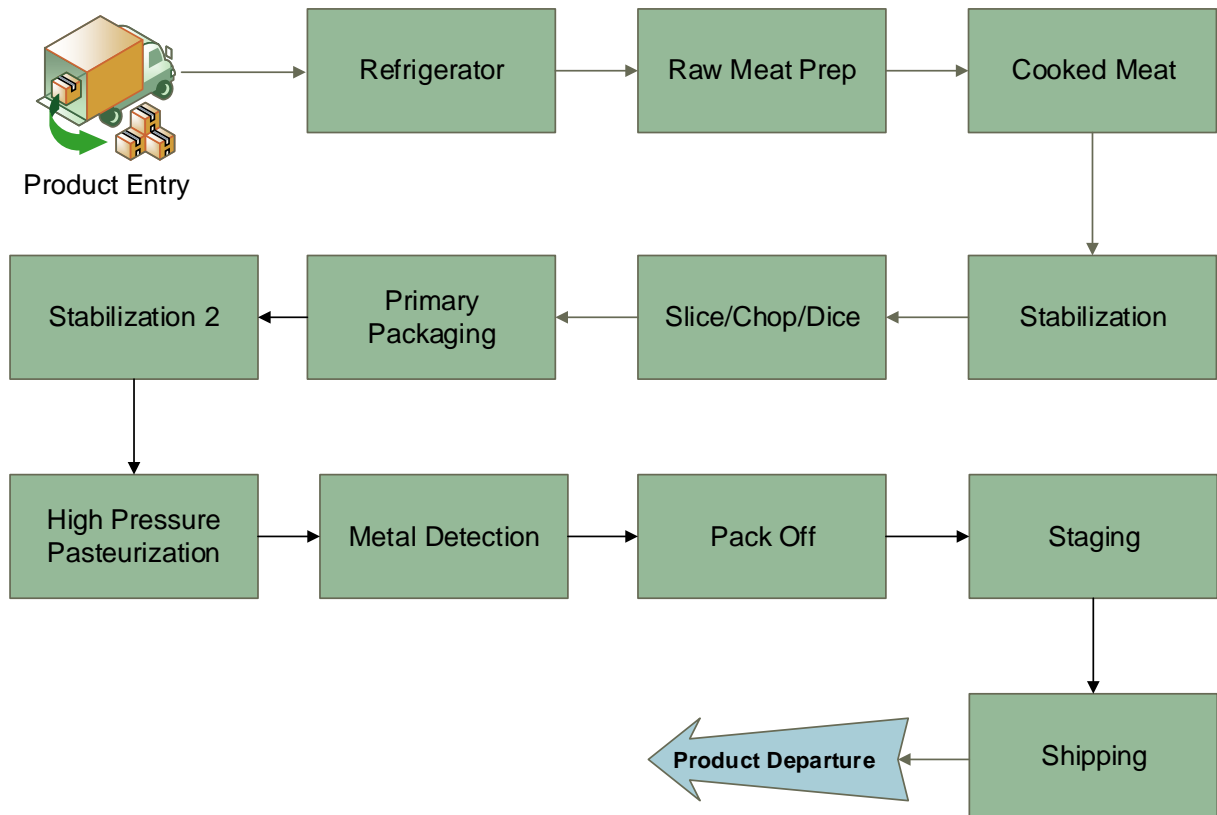 Product Entry
Refrigerator
Raw Meat Prep
Cooked Meat
Stabilization
Slice/Chop/Dice
Primary
Packaging
Stabilization 2
High Pressure
Pasteurization
Metal Detection
Pack Off
Staging
Shipping
Product Departure